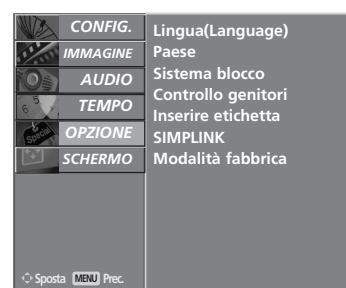 CONFIG.
IMMAGINE
AUDIO
TEMPO
OPZIONE
SCHERMO
Lingua(Language)
Paese
Sistema blocco
Controllo genitori
Inserire etichetta
SIMPLINK
Modalità fabbrica
Special
Sposta MENU Prec.